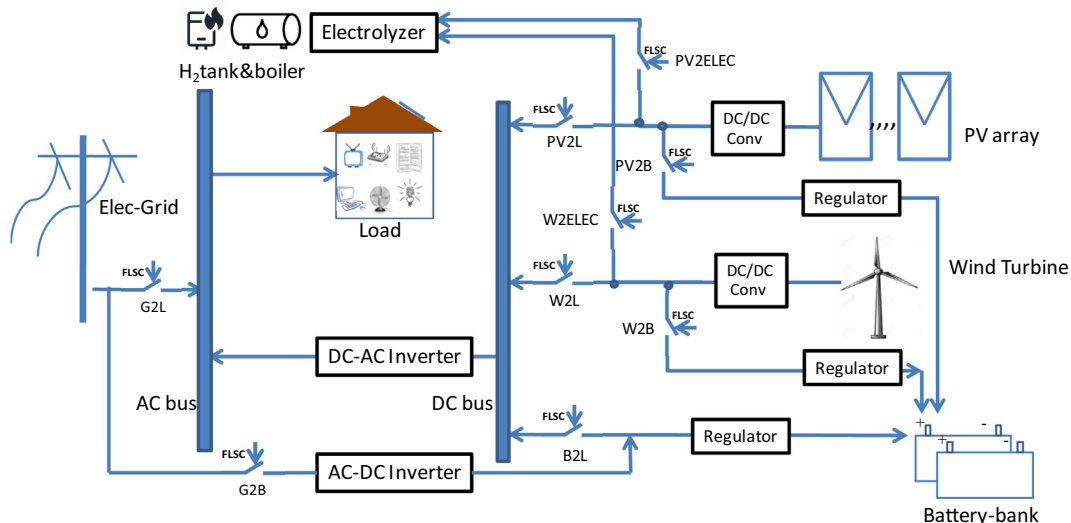 Electrolyzer
H₂tank&boiler
FLSC
PV2ELEC
FLSC
PV2L
DC/DC
Conv
PV array
PV2B
FLSC
Elec-Grid
Load
Regulator
W2ELEC
FLSC
FLSC
G2L
FLSC
W2L
DC/DC
Conv
Wind Turbine
W2B
FLSC
DC-AC Inverter
Regulator
AC bus
DC bus
FLSC
B2L
Regulator
FLSC
G2B
AC-DC Inverter
+
-
+
-
Battery-bank